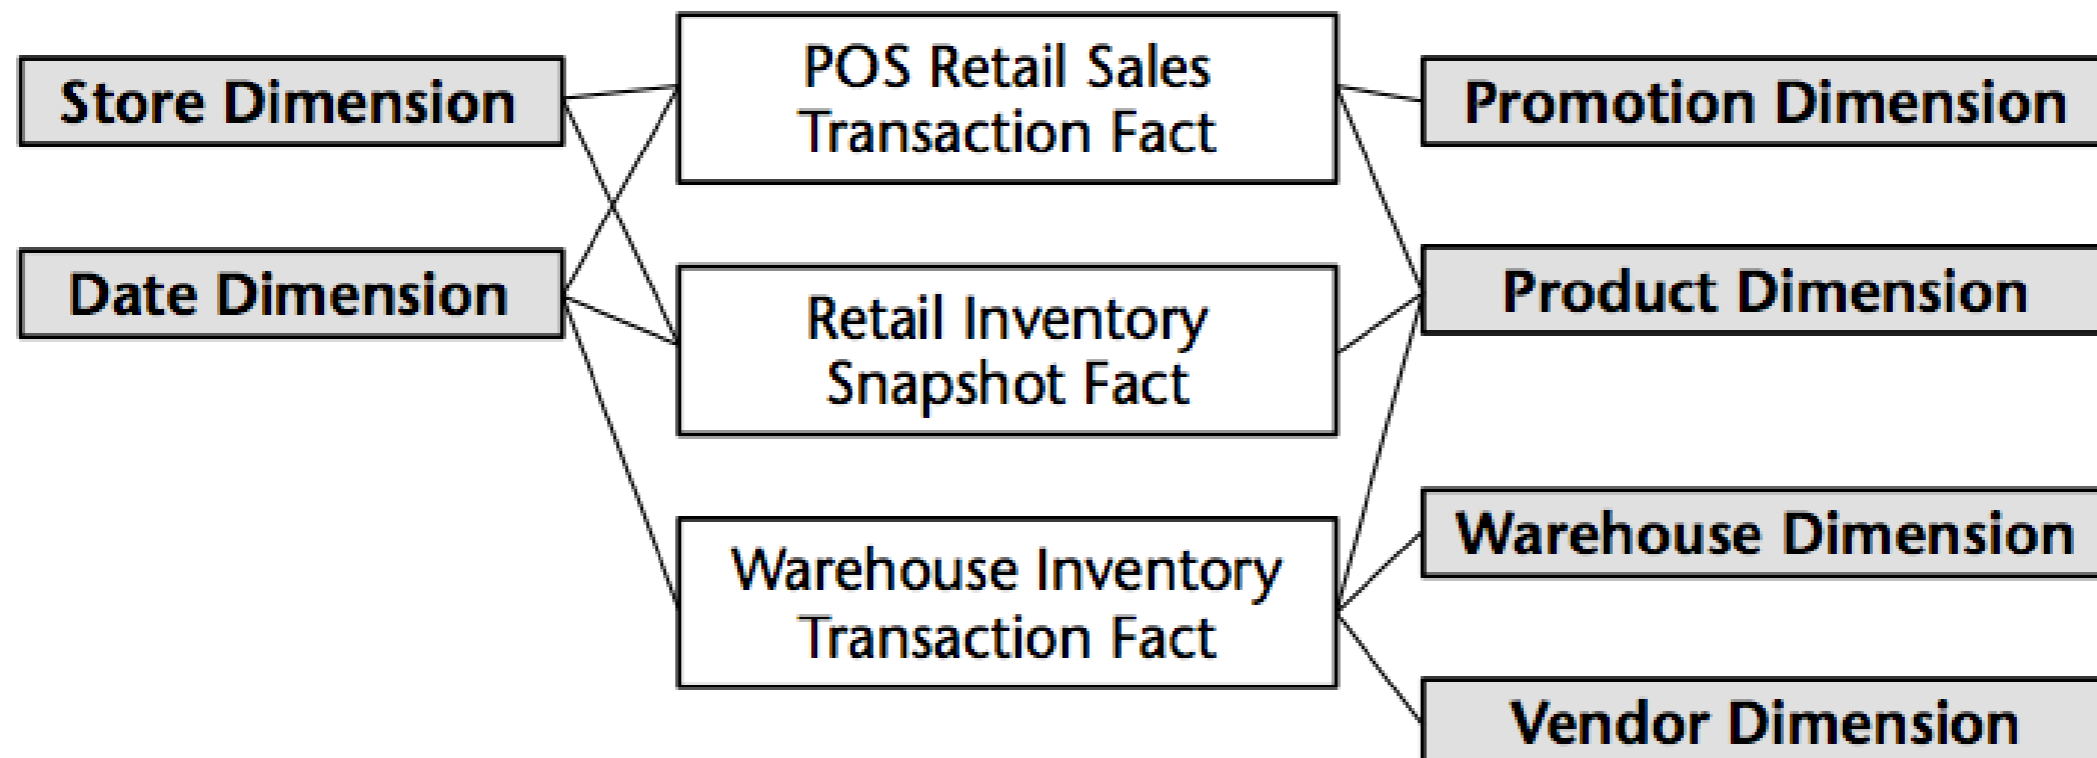 Store Dimension
Date Dimension
POS Retail Sales
Transaction Fact
Retail Inventory
Snapshot Fact
Warehouse Inventory
Transaction Fact
Promotion Dimension
Product Dimension
Warehouse Dimension
Vendor Dimension